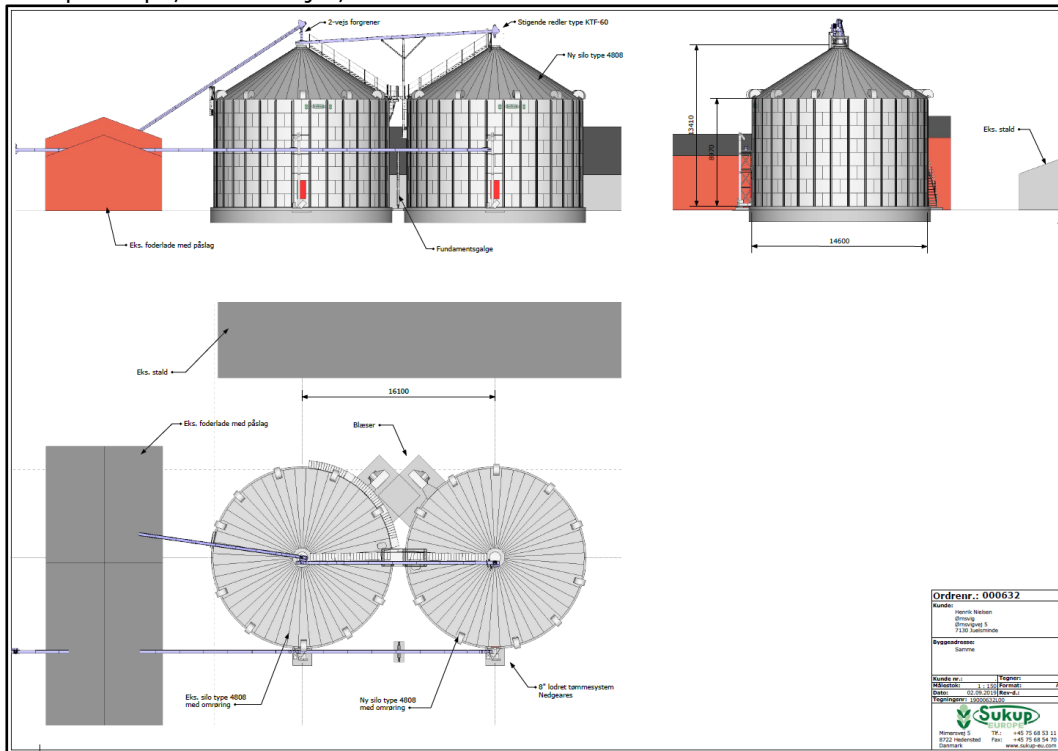 2-vejs forgrener
Stigende redler type KTF-60
Ny silo type 4808
Eks. stald
13410
8970
14600
Eks. foderlade med påslag
Fundamentsgalge
Eks. stald
16100
Eks. foderlade med påslag
Blæser
Eks. silo type 4808
med omrøring
Ny silo type 4808
med omrøring
8" lodret tømmesystem
Nedgeares
Ordrenr.: 000632
Kunde:
Henrik Nielsen
Ørnsvig
Ørnsvigvej 5
7130 Juelsminde
Byggeadresse:
Samme
Kunde nr.:
Tegner:
Målestok: 1 : 150
Format:
Dato: 02.09.2019
Rev-d.:
Tegningsnr:
Sukup
EUROPE
Mimersvej 5
8722 Hedensted
Danmark
Tlf.: +45 75 68 53 11
Fax: +45 75 68 54 70
www.sukup-eu.com